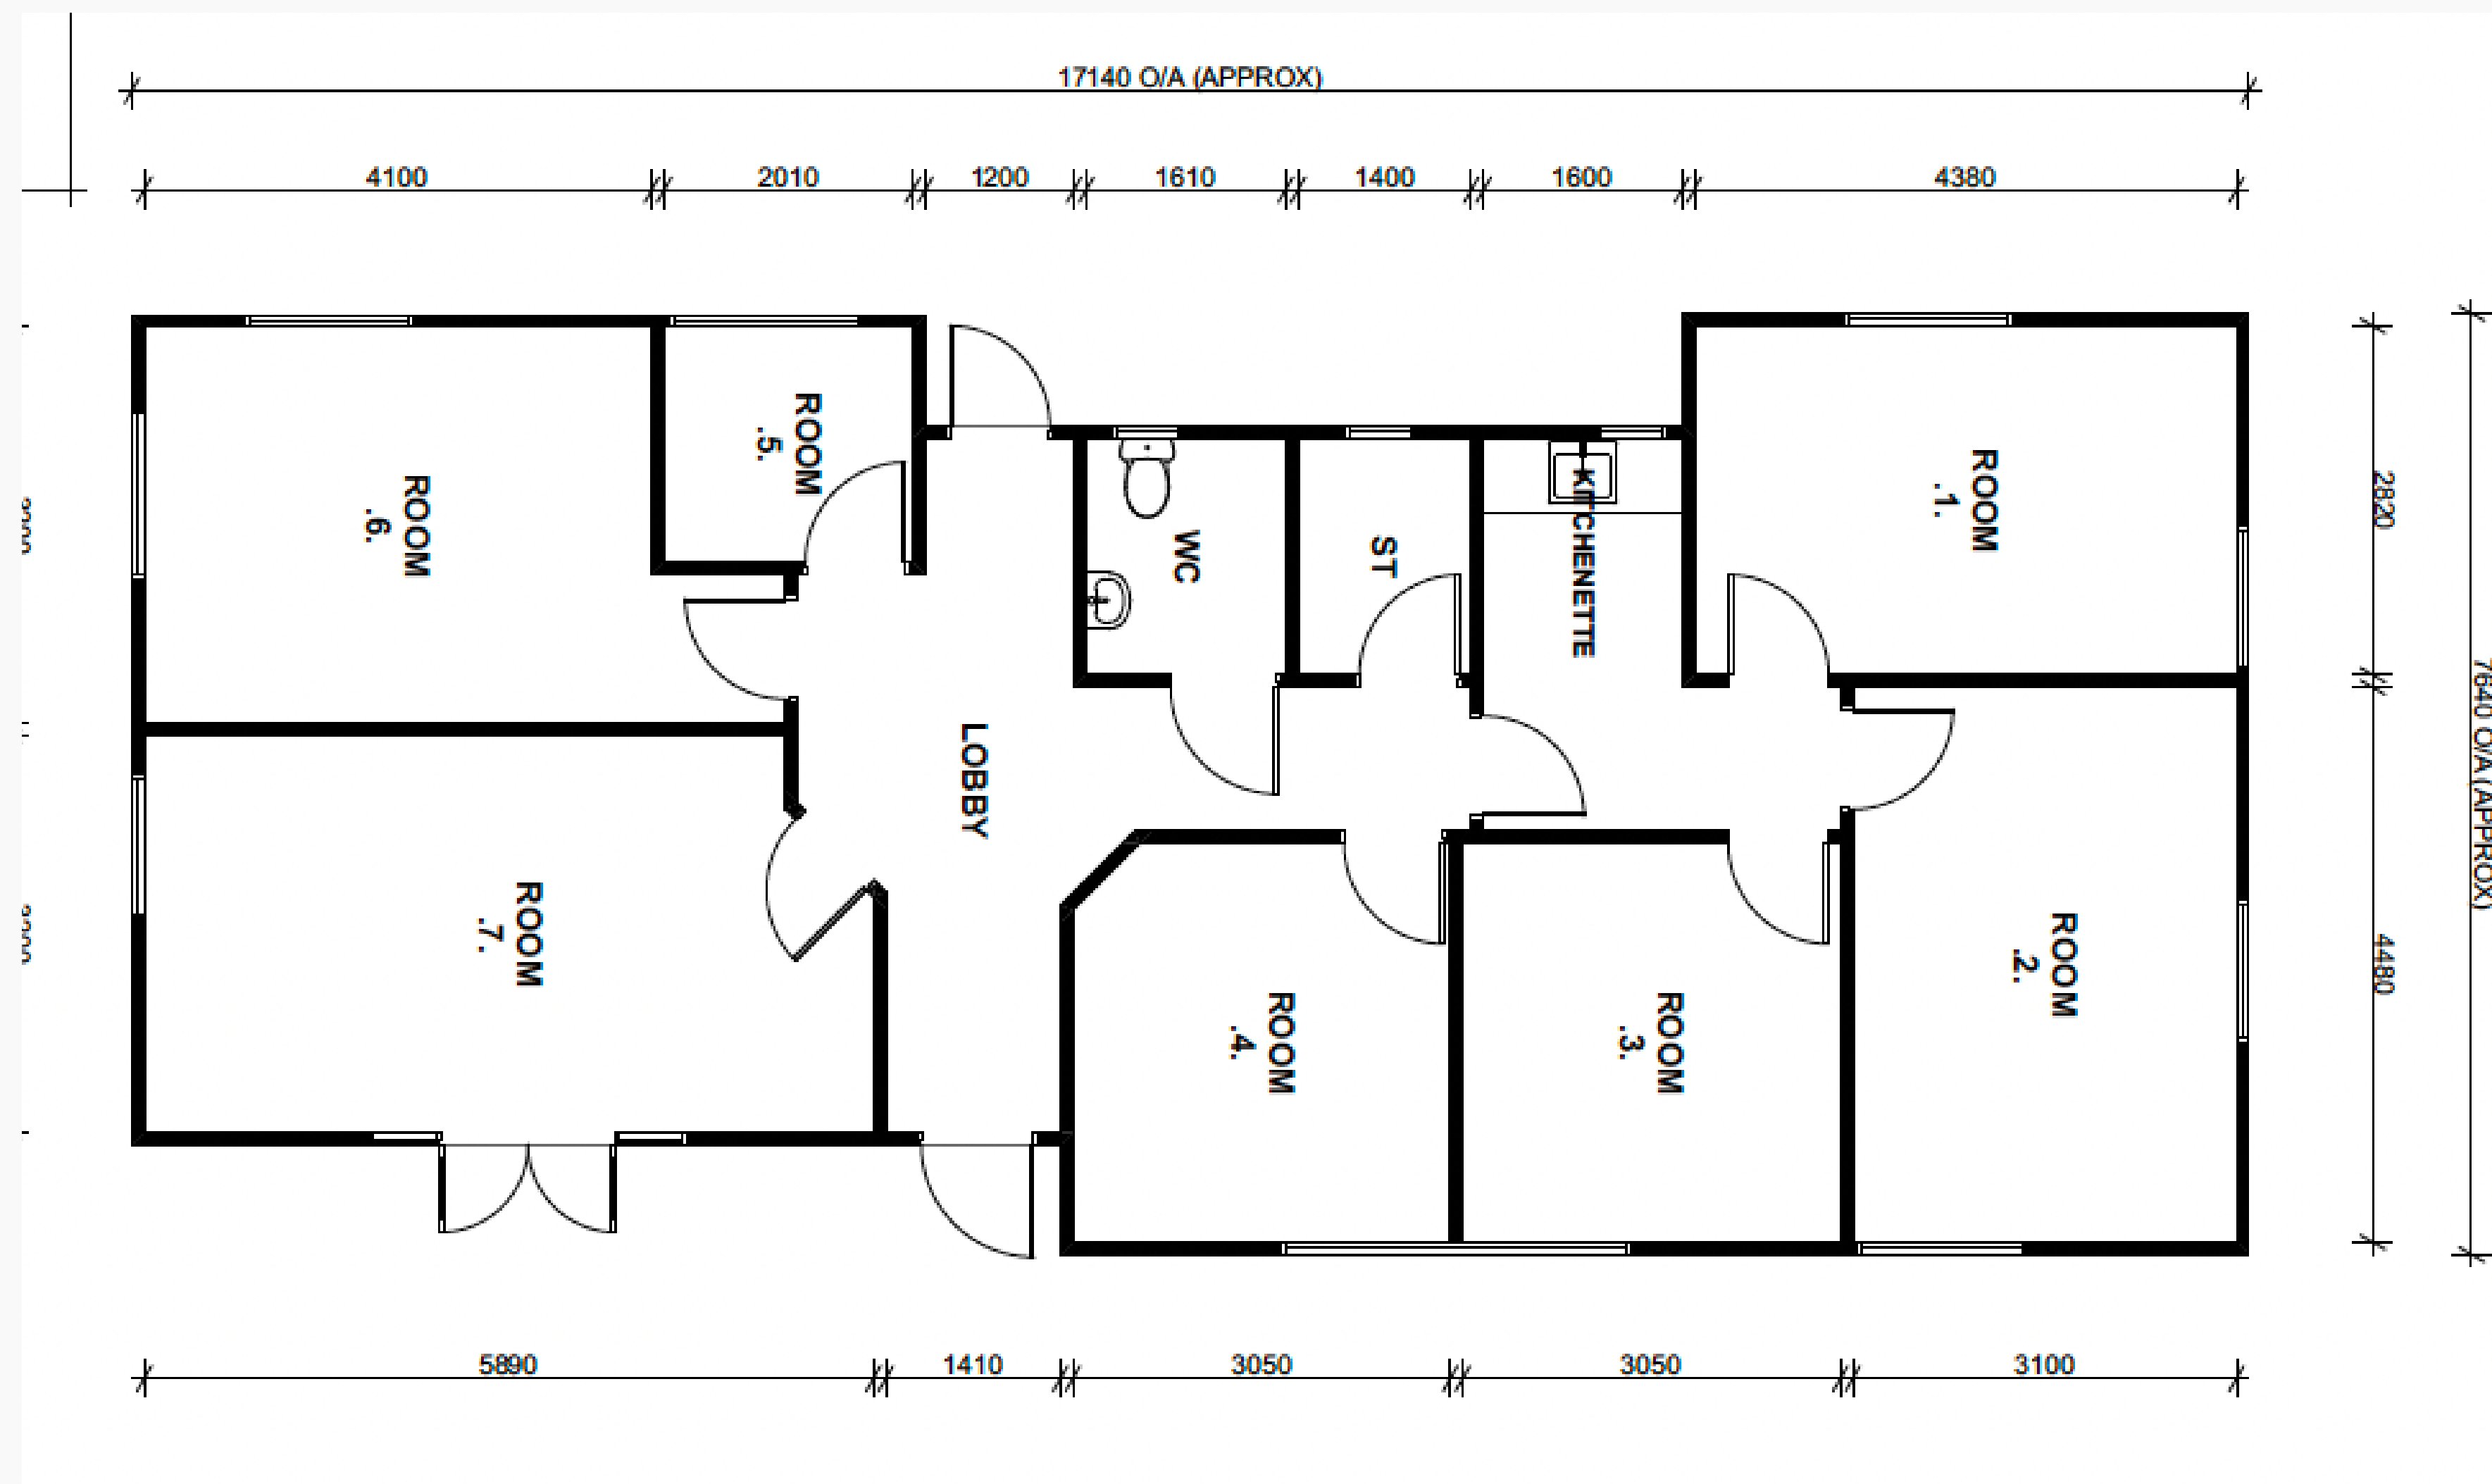 17140 O/A (APPROX)
4100
2010
1200
1610
1400
1600
4380
ROOM
.6.
ROOM
.5.
LOBBY
WC
ST
KITCHENETTE
ROOM
.1.
2820
7640 O/A (APPROX)
ROOM
.7.
ROOM
.4.
ROOM
.3.
ROOM
.2.
4480
5890
1410
3050
3050
3100